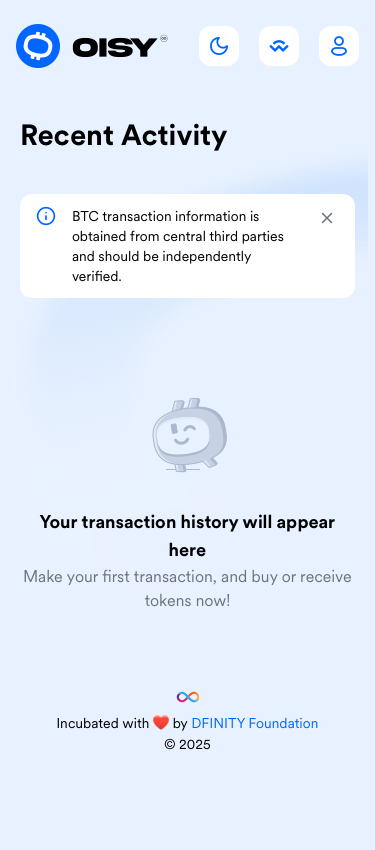 OISY
Recent Activity
BTC transaction information is
obtained from central third parties
and should be independently
verified.
Your transaction history will appear
here
Make your first transaction, and buy or receive
tokens now!
Incubated with ❤️ by DFINITY Foundation
© 2025